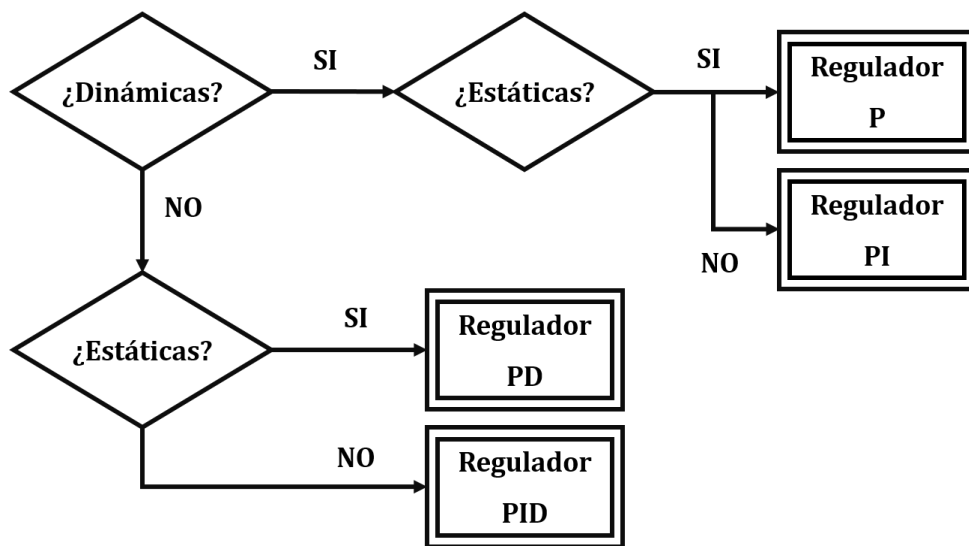 ¿Dinámicas?
SI
¿Estáticas?
SI
Regulador
P
NO
Regulador
PI
NO
¿Estáticas?
SI
Regulador
PD
NO
Regulador
PID